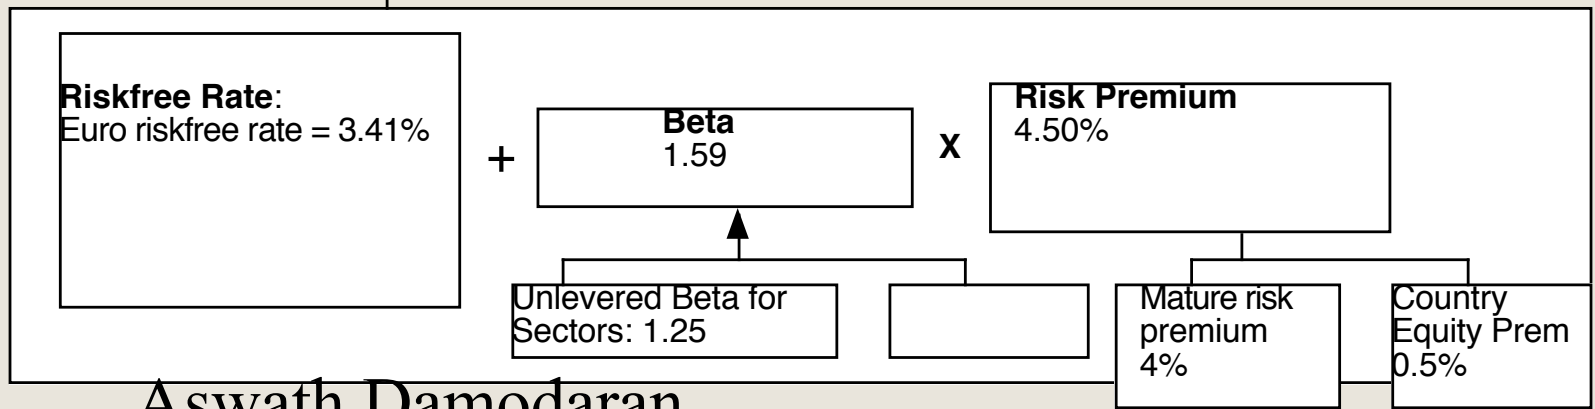 Riskfree Rate:
Euro riskfree rate = 3.41%
+
Beta
1.59
X
Risk Premium
4.50%
Unlevered Beta for
Sectors: 1.25
Mature risk
premium
4%
Country
Equity Prem
0.5%
Aswath Damodaran